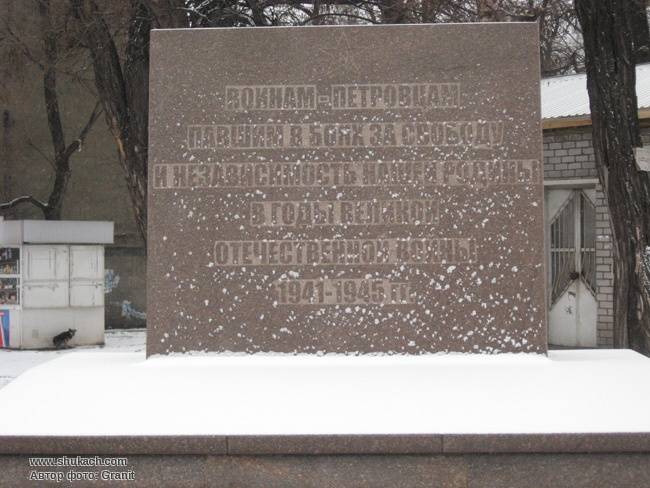 ВОИНАМ-ПЕТРОВЦАМ
ПАВШИМ В БОЯХ ЗА СВОБОДУ
И НЕЗАВИСИМОСТЬ НАШЕЙ РОДИНЫ
В ГОДЫ ВЕЛИКОЙ
ОТЕЧЕСТВЕННОЙ ВОЙНЫ
1941-1945 гг.
www.shukach.com
Автор фото: Granit